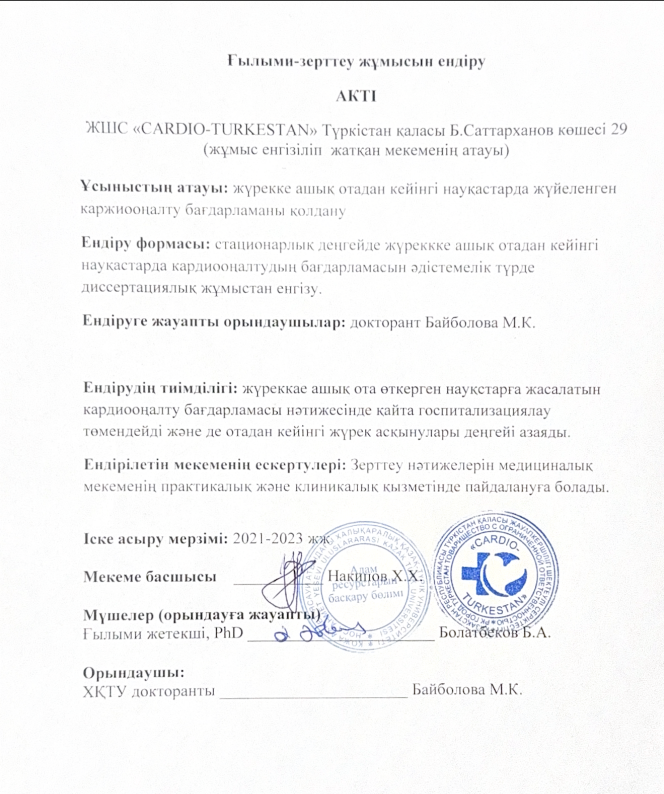 Ғылыми-зерттеу жұмысын ендіру
АКТІ
ЖШС «CARDIO-TURKESTAN» Түркістан қаласы Б.Саттарханов көшесі 29
(жұмыс енгізіліп жатқан мекеменің атауы)
Ұсыныстың атауы: жүрекке ашық отадан кейінгі науқастарда жүйеленген
каржиооңалту бағдарламаны қолдану
Ендіру формасы: стационарлық деңгейде жүреккке ашық отадан кейінгі
науқастарда кардиооңалтудың бағдарламасын әдістемелік түрде
диссертациялық жұмыстан енгізу.
Ендіруге жауапты орындаушылар: докторант Байболова М.К.
Ендірудің тиімділігі: жүреккае ашық ота өткерген науқстарға жасалатын
кардиооңалту бағдарламасы нәтижесінде қайта госпитализациялау
төмендейді және де отадан кейінгі жүрек асқынулары деңгейі азаяды.
Ендірілетін мекеменің ескертулері: Зерттеу нәтижелерін медициналық
мекеменің практикалық және клиникалық қызметінде пайдалануға болады.
Іске асыру мерзімі: 2021-2023 жж
Мекеме басшысы ____________ Накипов Х.Х.
Адам
ресурстарын
басқару бөлімі
«CARDIO-
TURKESTAN»
Мүшелер (орындауға жауапты)
Ғылыми жетекші, PhD ______________________ Болатбеков Б.А.
Орындаушы:
ХҚТУ докторанты ______________________ Байболова М.К.